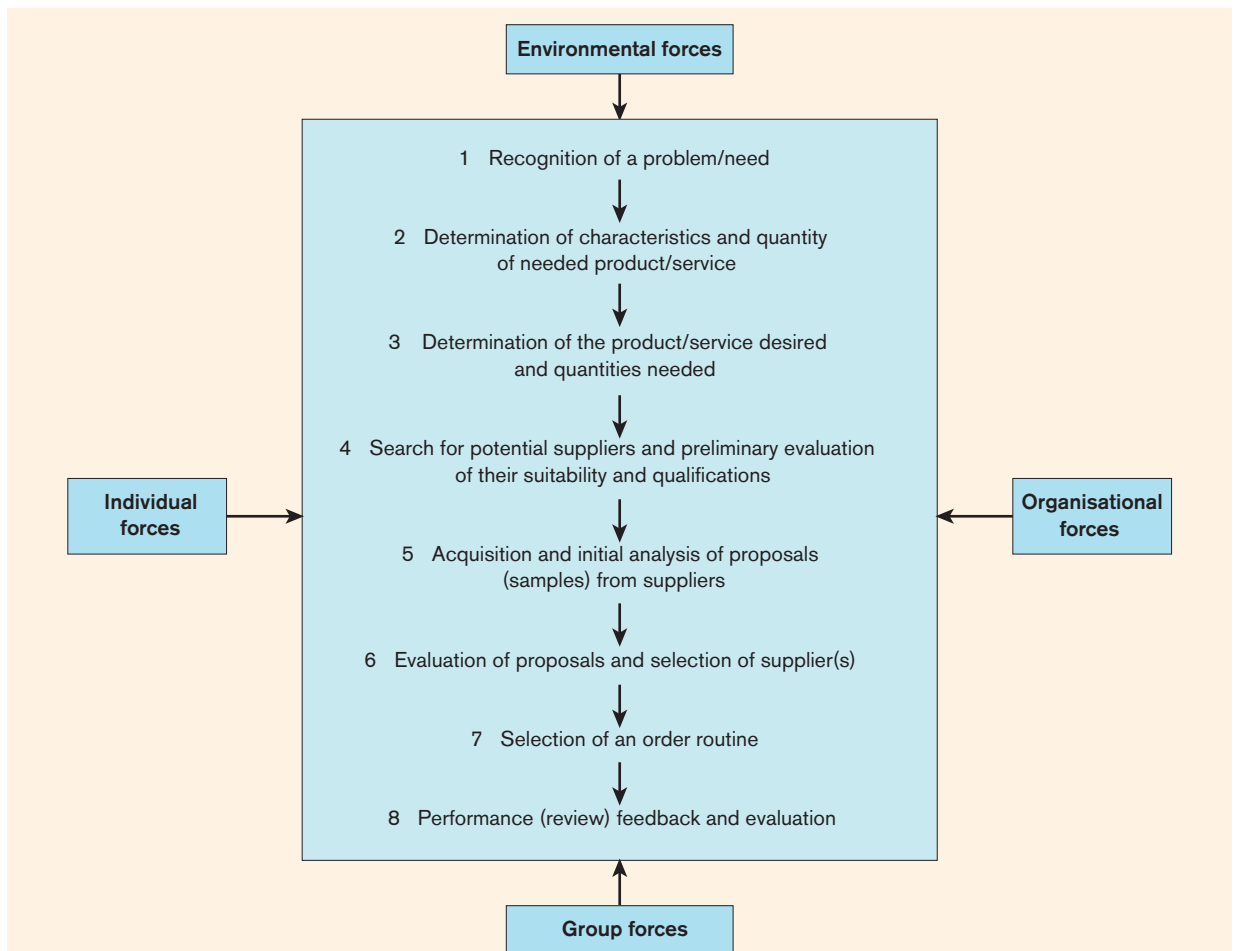 Environmental forces
1 Recognition of a problem/need
2 Determination of characteristics and quantity
of needed product/service
3 Determination of the product/service desired
and quantities needed
4 Search for potential suppliers and preliminary evaluation
of their suitability and qualifications
Individual
forces
Organisational
forces
5 Acquisition and initial analysis of proposals
(samples) from suppliers
6 Evaluation of proposals and selection of supplier(s)
7 Selection of an order routine
8 Performance (review) feedback and evaluation
Group forces